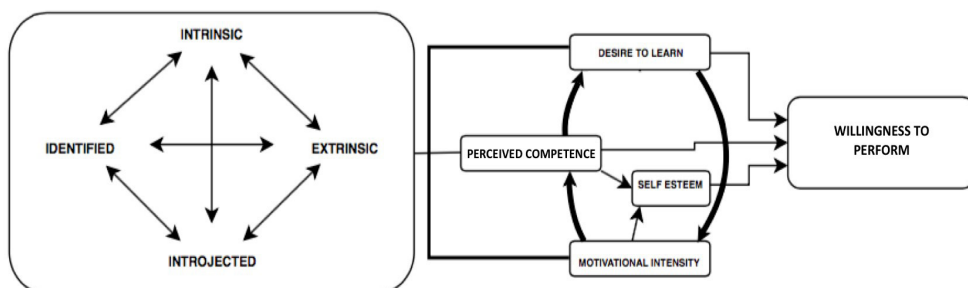 INTRINSIC
IDENTIFIED
EXTRINSIC
INTROJECTED
DESIRE TO LEARN
PERCEIVED COMPETENCE
SELF ESTEEM
MOTIVATIONAL INTENSITY
WILLINGNESS TO
PERFORM